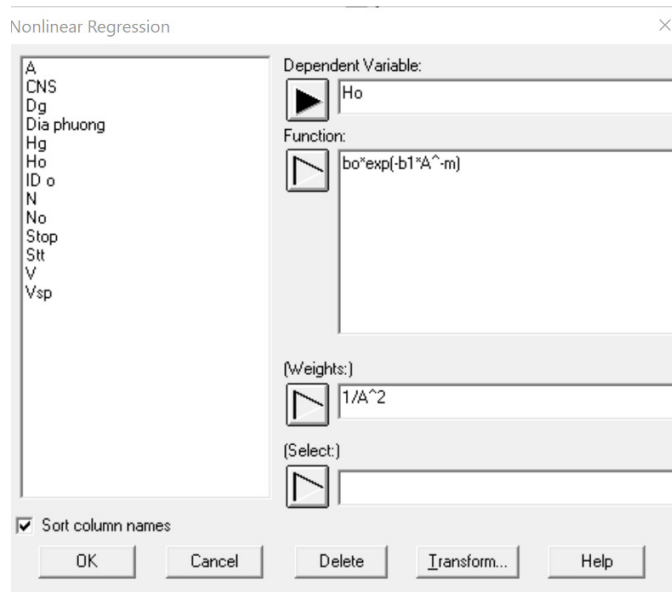 Nonlinear Regression
A
CNS
Dg
Dia phuong
Hg
Ho
ID o
N
No
Stop
Stt
V
Vsp
Dependent Variable:
Ho
Function:
bo*exp(-b1*A^-m)
(Weights:)
1/A^2
(Select:)
Sort column names
OK Cancel Delete Transform... Help